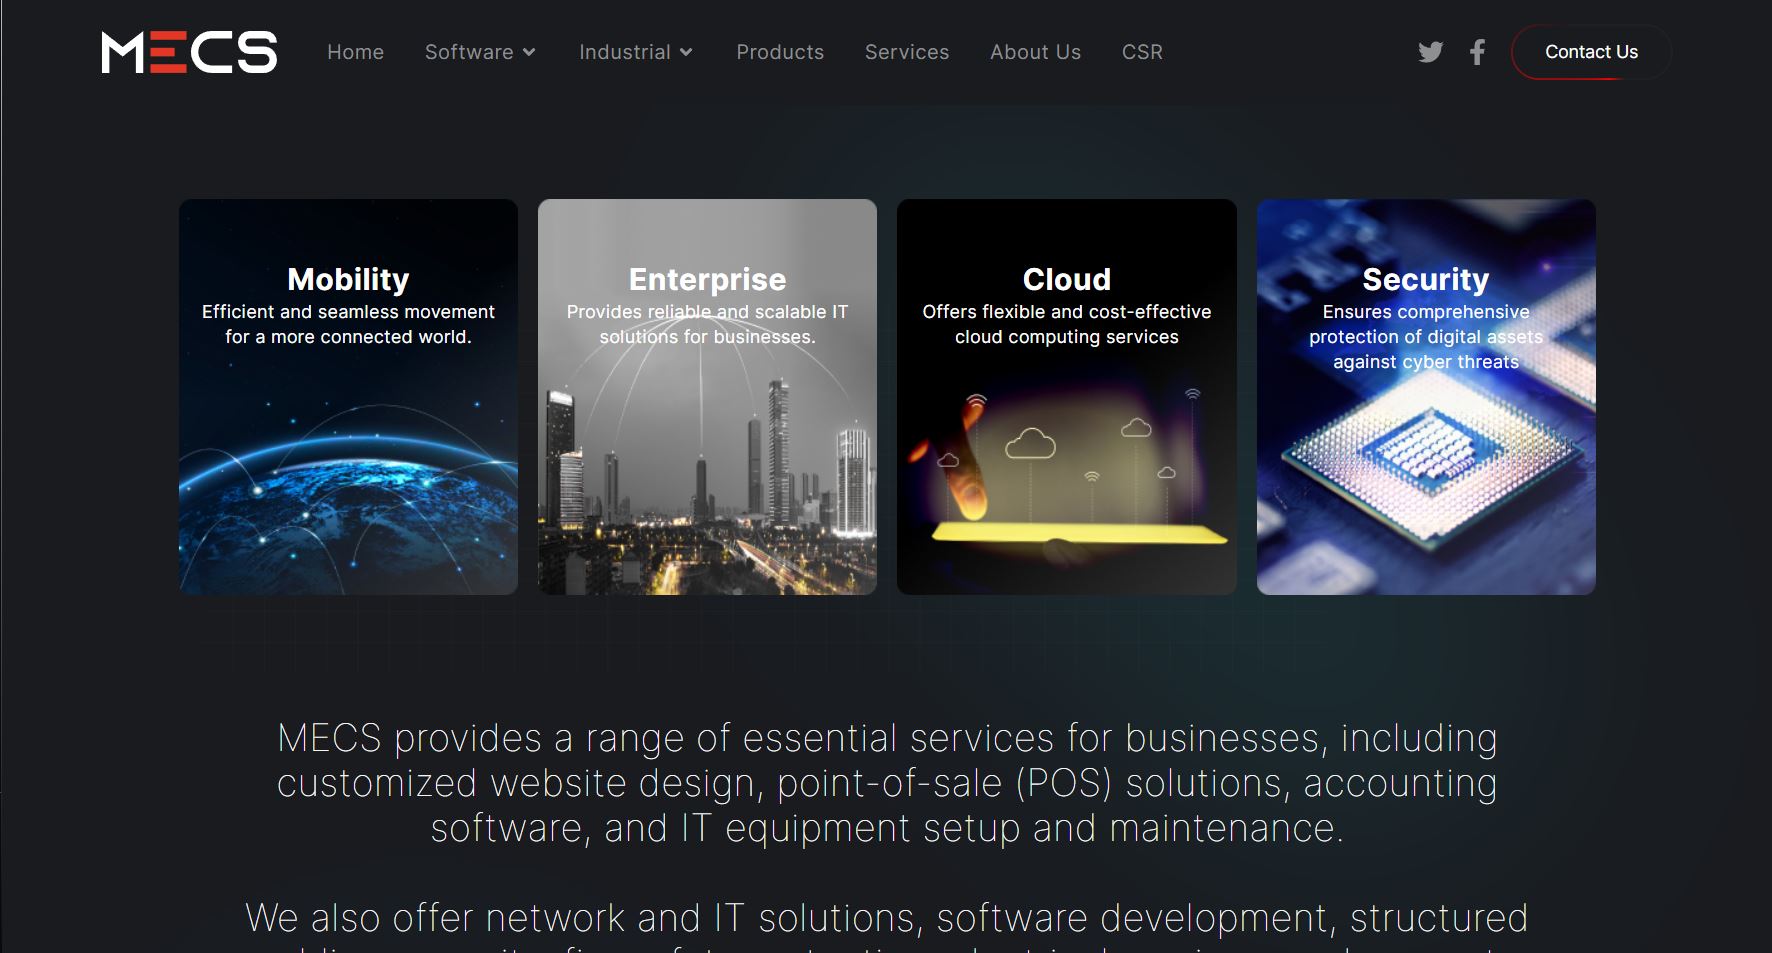 MECS
Home
Software
Industrial
Products
Services
About Us
CSR
Contact Us
Mobility
Efficient and seamless movement
for a more connected world.
Enterprise
Provides reliable and scalable IT
solutions for businesses.
Cloud
Offers flexible and cost-effective
cloud computing services
Security
Ensures comprehensive
protection of digital assets
against cyber threats
MECS provides a range of essential services for businesses, including
customized website design, point-of-sale (POS) solutions, accounting
software, and IT equipment setup and maintenance.
We also offer network and IT solutions, software development, structured